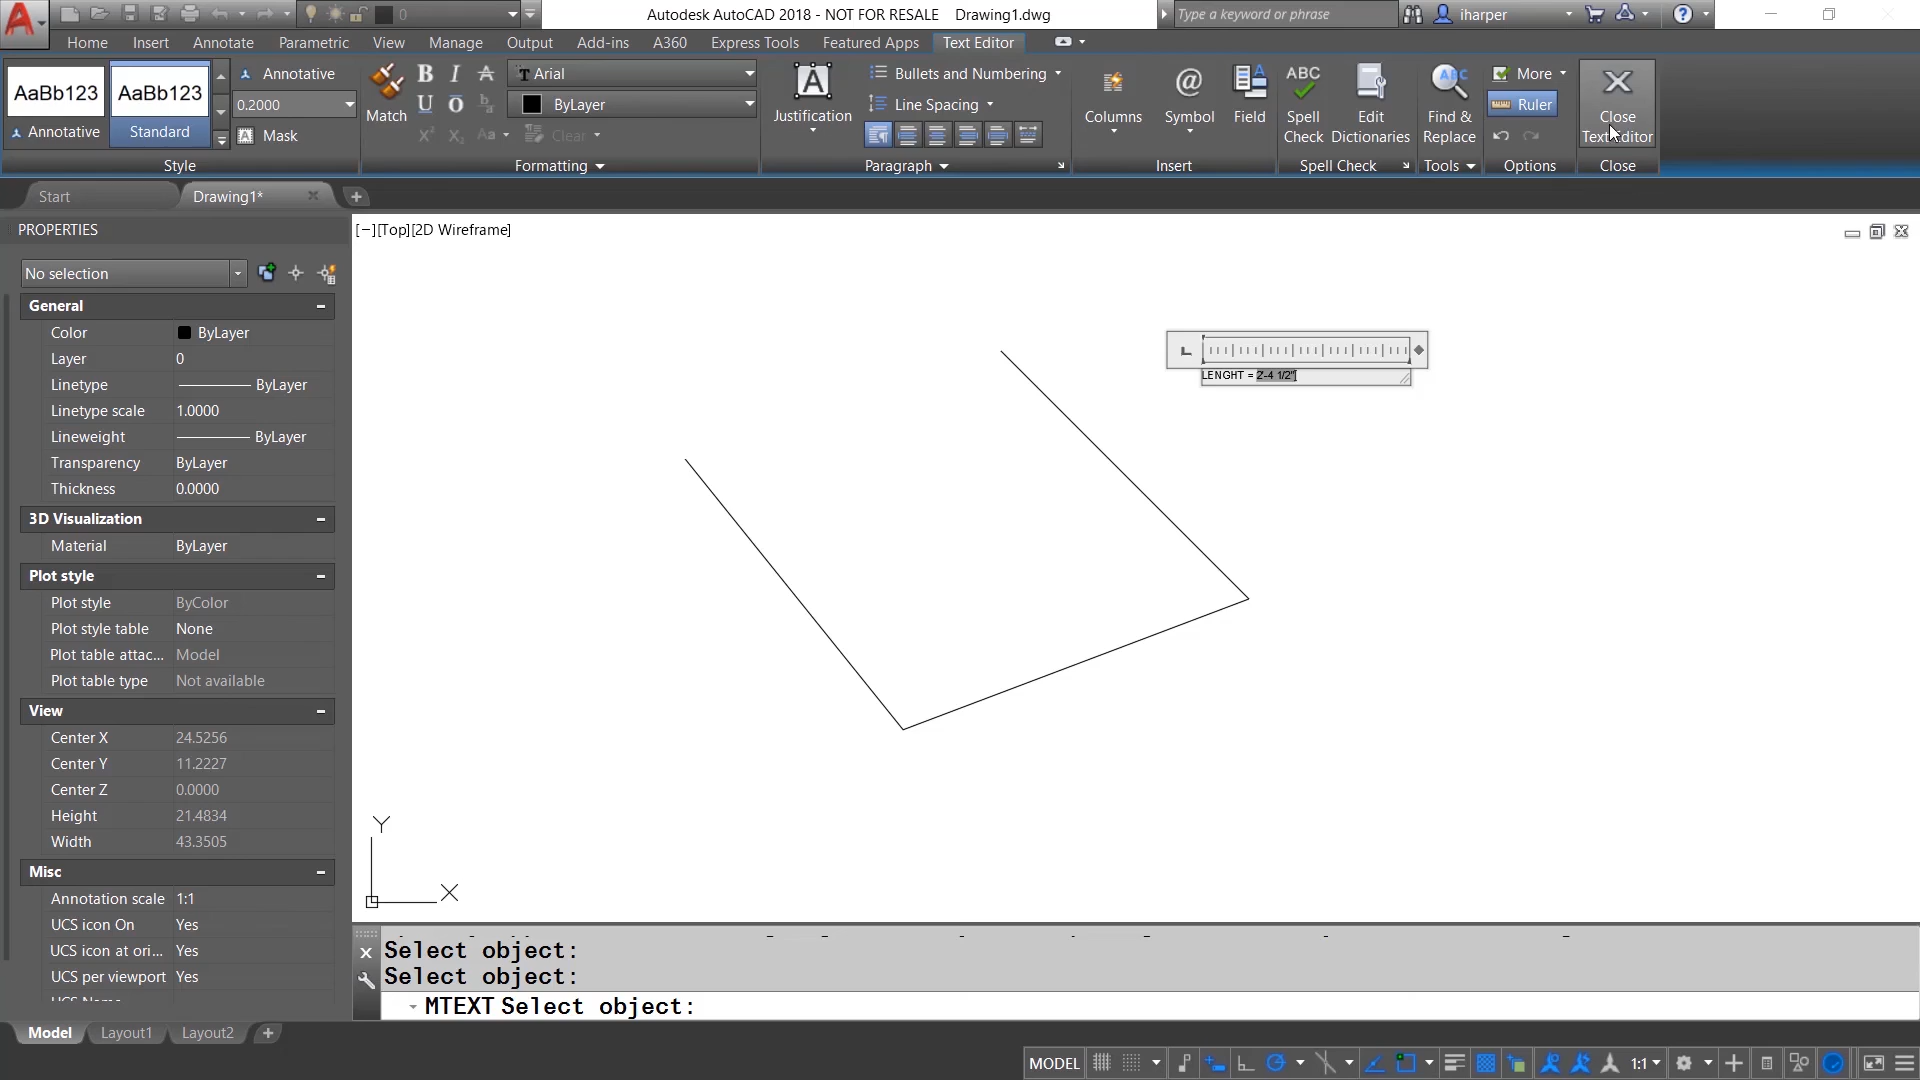 Autodesk AutoCAD 2018 - NOT FOR RESALE Drawing1.dwg
Type a keyword or phrase
iharper
0
Home Insert Annotate Parametric View Manage Output Add-ins A360 Express Tools Featured Apps Text Editor
AaBb123 AaBb123
Annotative Standard
Annotative
0.2000
Mask
Style
Match
Arial
ByLayer
Clear
Formatting
Justification
Bullets and Numbering
Line Spacing
Paragraph
Columns
Symbol
Field
Insert
ABC
Spell
Check
Edit
Dictionaries
Spell Check
ABC
Find &
Replace
Tools
More
Ruler
Options
Close
Text Editor
Close
Start
Drawing1*
PROPERTIES
No selection
General
Color ByLayer
Layer 0
Linetype ByLayer
Linetype scale 1.0000
Lineweight ByLayer
Transparency ByLayer
Thickness 0.0000
3D Visualization
Material ByLayer
Plot style
Plot style ByColor
Plot style table None
Plot table attac... Model
Plot table type Not available
View
Center X 24.5256
Center Y 11.2227
Center Z 0.0000
Height 21.4834
Width 43.3505
Misc
Annotation scale 1:1
UCS icon On Yes
UCS icon at ori... Yes
UCS per viewport Yes
[−][Top][2D Wireframe]
LENGHT = 2'-4 1/2"
Y
X
Select object:
Select object:
MTEXT Select object:
Model Layout1 Layout2
MODEL
1:1